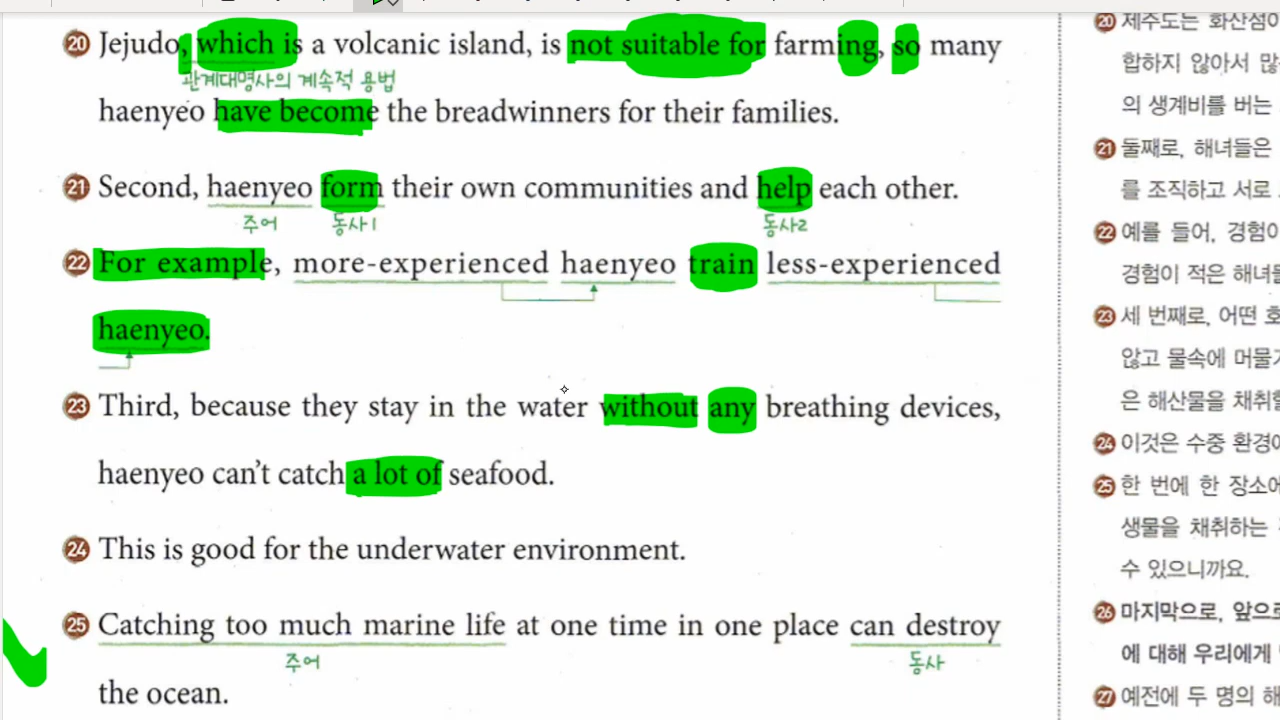 ⑳ Jejudo, which is a volcanic island, is not suitable for farming, so many
관계대명사의 계속적 용법
haenyeo have become the breadwinners for their families.
㉑ Second, haenyeo form their own communities and help each other.
주어 동사1 동사2
㉒ For example, more-experienced haenyeo train less-experienced
haenyeo.
㉓ Third, because they stay in the water without any breathing devices,
haenyeo can't catch a lot of seafood.
㉔ This is good for the underwater environment.
㉕ Catching too much marine life at one time in one place can destroy
주어 동사
the ocean.
⑳ 제주도는 화산섬이
합하지 않아서 많
의 생계비를 버는
㉑ 둘째로, 해녀들은
를 조직하고 서로
㉒ 예를 들어, 경험이
경험이 적은 해녀들
㉓ 세 번째로, 어떤
않고 물속에 머물기
은 해산물을 채취할
㉔ 이것은 수중 환경에
㉕ 한 번에 한 장소에
생물을 채취하는
수 있으니까요.
㉖ 마지막으로, 앞으로
에 대해 우리에게
㉗ 예전에 두 명의 해